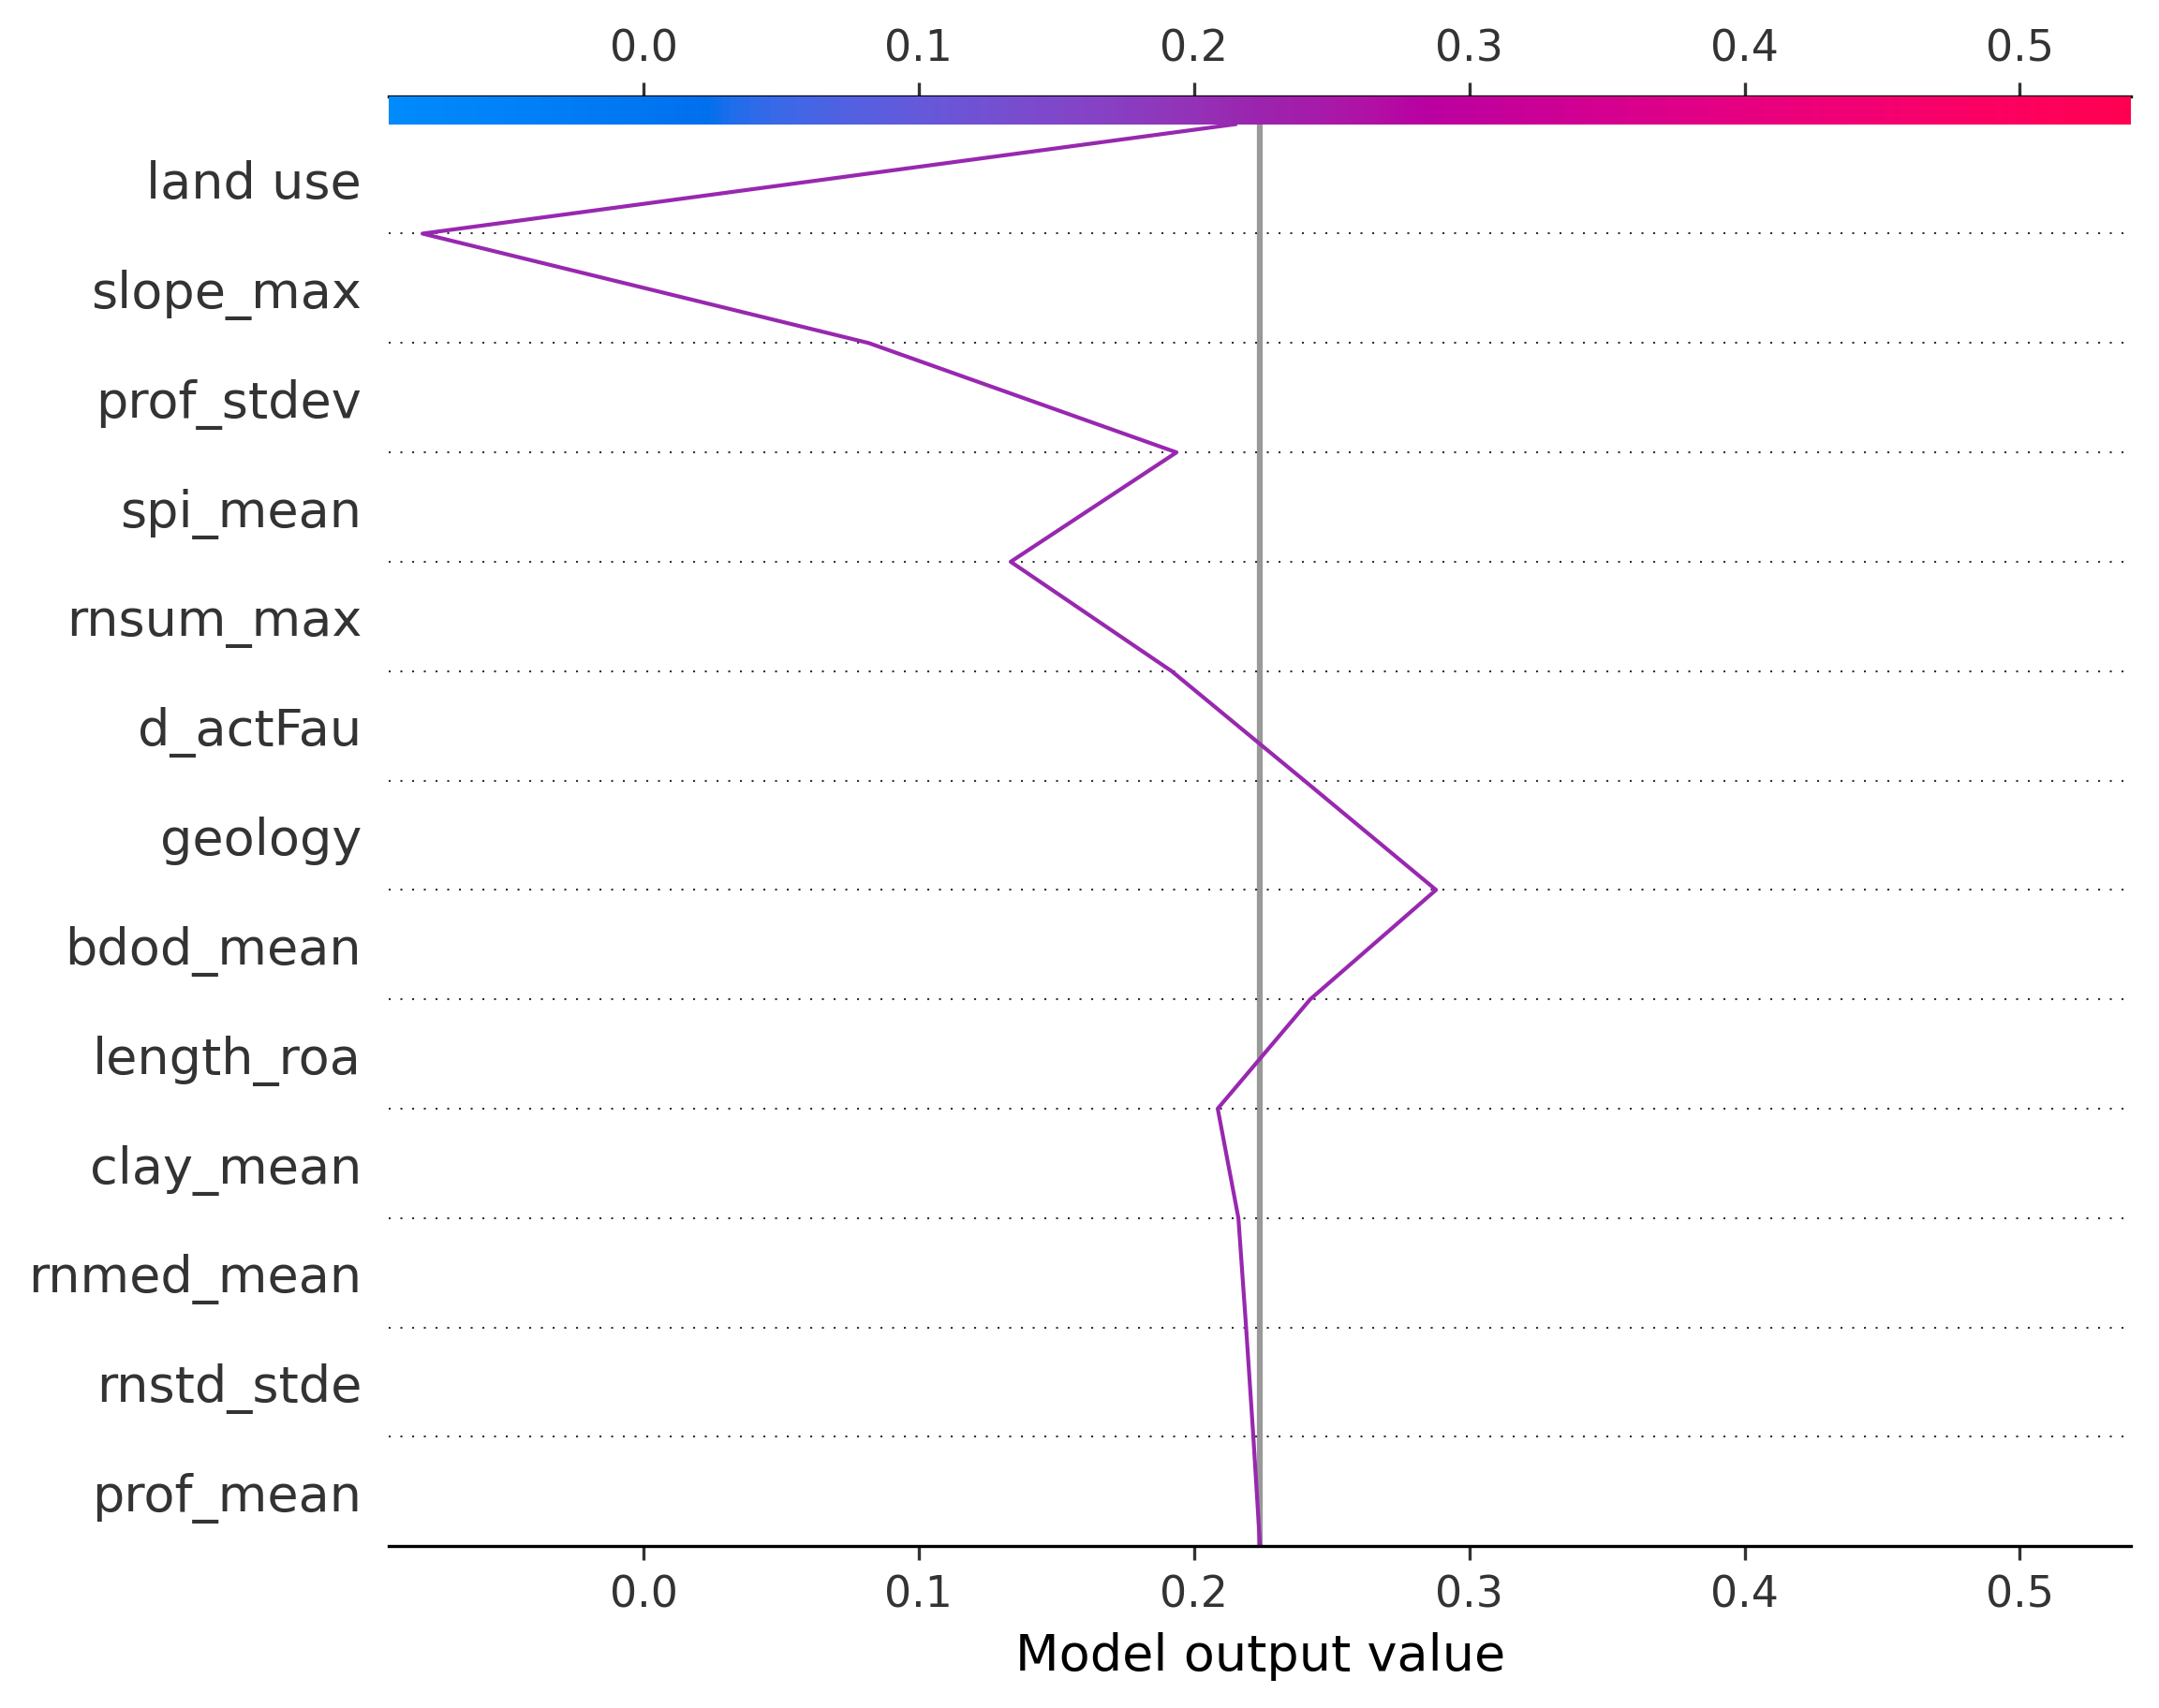 0.0 0.1 0.2 0.3 0.4 0.5
land use
slope_max
prof_stdev
spi_mean
rnsum_max
d_actFau
geology
bdod_mean
length_roa
clay_mean
rnmed_mean
rnstd_stde
prof_mean
0.0 0.1 0.2 0.3 0.4 0.5
Model output value